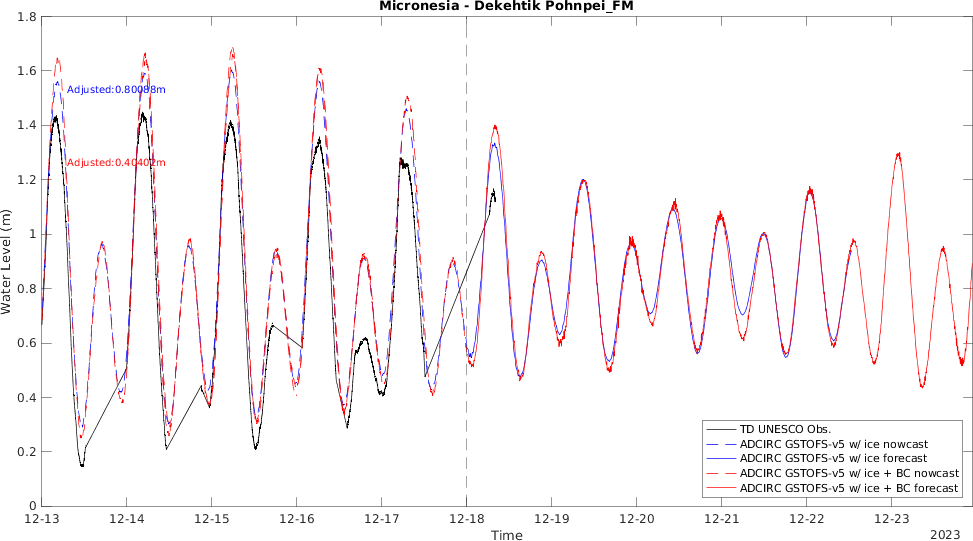 Micronesia - Dekehtik Pohnpei_FM
1.8
1.6
1.4
1.2
1
0.8
0.6
0.4
0.2
0
Water Level (m)
Adjusted:0.80088m
Adjusted:0.40402m
TD UNESCO Obs.
ADCIRC GSTOFS-v5 w/ ice nowcast
ADCIRC GSTOFS-v5 w/ ice forecast
ADCIRC GSTOFS-v5 w/ ice + BC nowcast
ADCIRC GSTOFS-v5 w/ ice + BC forecast
12-13 12-14 12-15 12-16 12-17 12-18 12-19 12-20 12-21 12-22 12-23
Time
2023